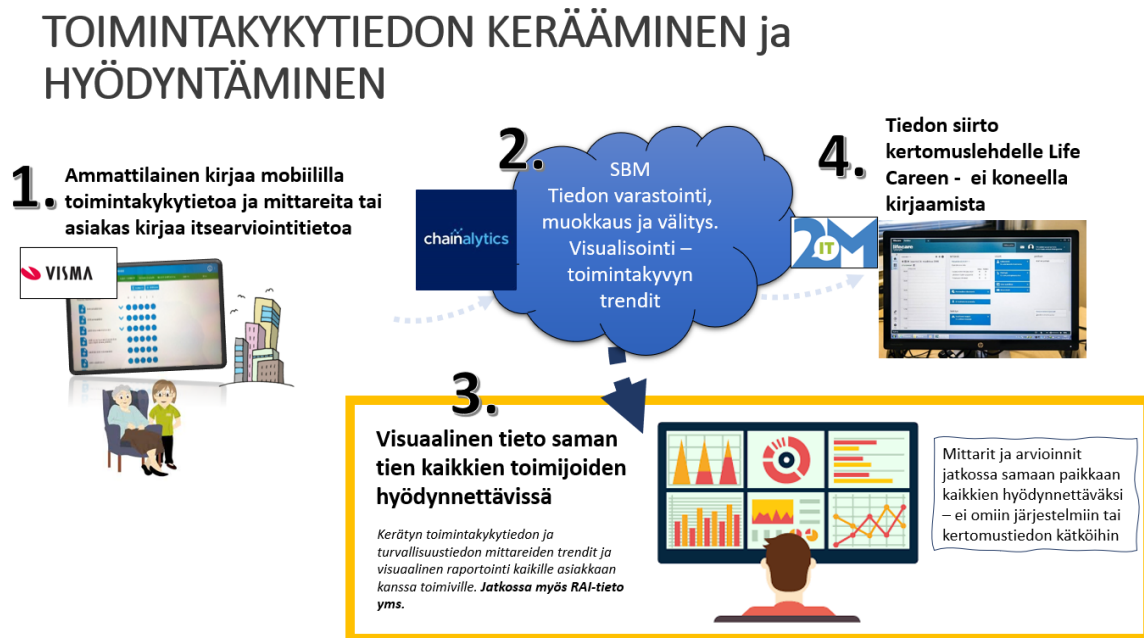 TOIMINTAKYKYTIEDON KERÄÄMINEN ja
HYÖDYNTÄMINEN
1.
Ammattilainen kirjaa mobiililla
toimintakykytietoa ja mittareita tai
asiakas kirjaa itsearviointitietoa
VISMA
2.
chainalytics
SBM
Tiedon varastointi,
muokkaus ja välitys.
Visualisointi –
toimintakyvyn
trendit
4.
Tiedon siirto
kertomuslehdelle Life
Careen - ei koneella
kirjaamista
2M
IT
3.
Visuaalinen tieto saman
tien kaikkien toimijoiden
hyödynnettävissä
Kerätyn toimintakykytiedon ja
turvallisuustiedon mittareiden trendit ja
visuaalinen raportointi kaikille asiakkaan
kanssa toimiville. Jatkossa myös RAI-tieto
yms.
Mittarit ja arvioinnit
jatkossa samaan paikkaan
kaikkien hyödynnettäväksi
– ei omiin järjestelmiin tai
kertomustiedon kätköihin